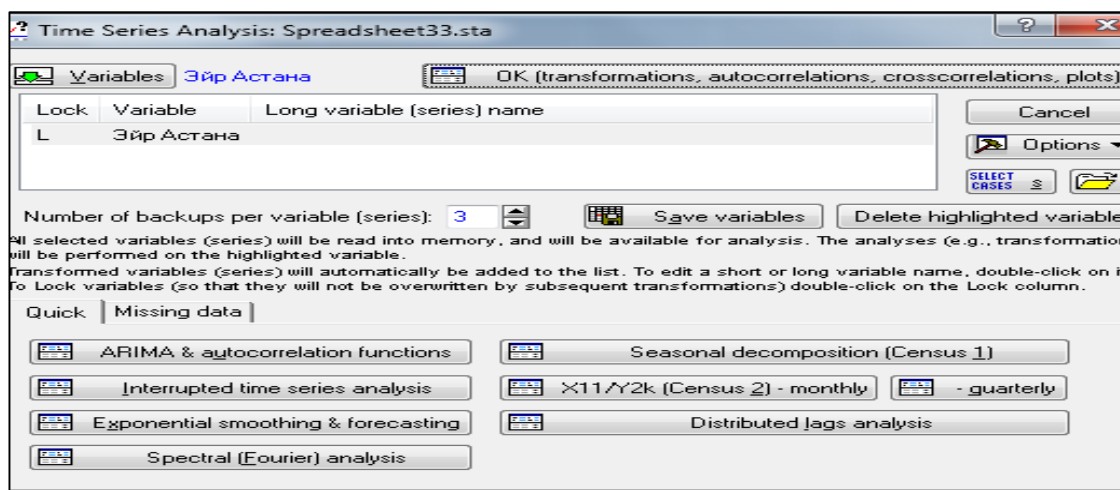 Time Series Analysis: Spreadsheet33.sta
Variables Эйр Астана OK (transformations, autocorrelations, crosscorrelations, plots)
Lock Variable Long variable (series) name
L Эйр Астана
Cancel
Options
SELECT CASES S
Number of backups per variable (series): 3 Save variables Delete highlighted variable
All selected variables (series) will be read into memory, and will be available for analysis. The analyses (e.g., transformatio
will be performed on the highlighted variable.
Transformed variables (series) will automatically be added to the list. To edit a short or long variable name, double-click on i
To Lock variables (so that they will not be overwritten by subsequent transformations) double-click on the Lock column.
Quick Missing data
ARIMA & autocorrelation functions Seasonal decomposition (Census 1)
Interrupted time series analysis X11/Y2k (Census 2) - monthly - quarterly
Exponential smoothing & forecasting Distributed lags analysis
Spectral (Fourier) analysis